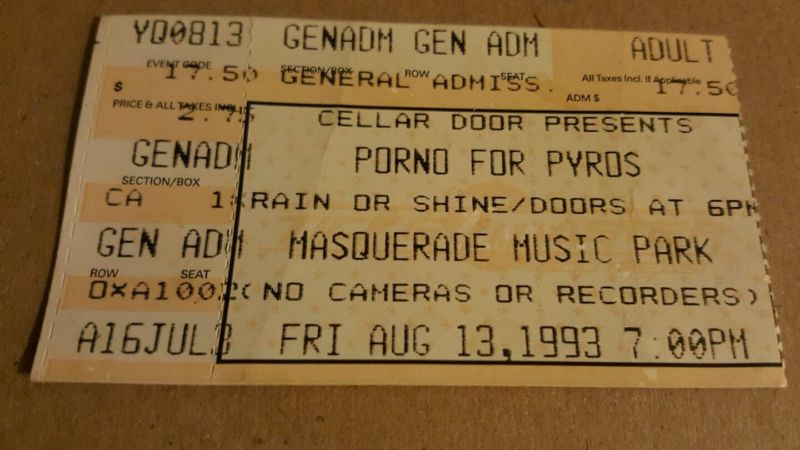 YQ0813 GENADM GEN ADM ADULT
EVENT CODE SECTION/BOX ROW SEAT All Taxes Incl. If Applicable
$ 17.50 GENERAL ADMISS. ADM $ 17.50
PRICE & ALL TAXES INCL
2.75 CELLAR DOOR PRESENTS
GENADM PORNO FOR PYROS
SECTION/BOX
CA 1 RAIN OR SHINE/DOORS AT 6PM
GEN ADM MASQUERADE MUSIC PARK
ROW SEAT
(NO CAMERAS OR RECORDERS)
A16JUL3 FRI AUG 13,1993 7:00PM